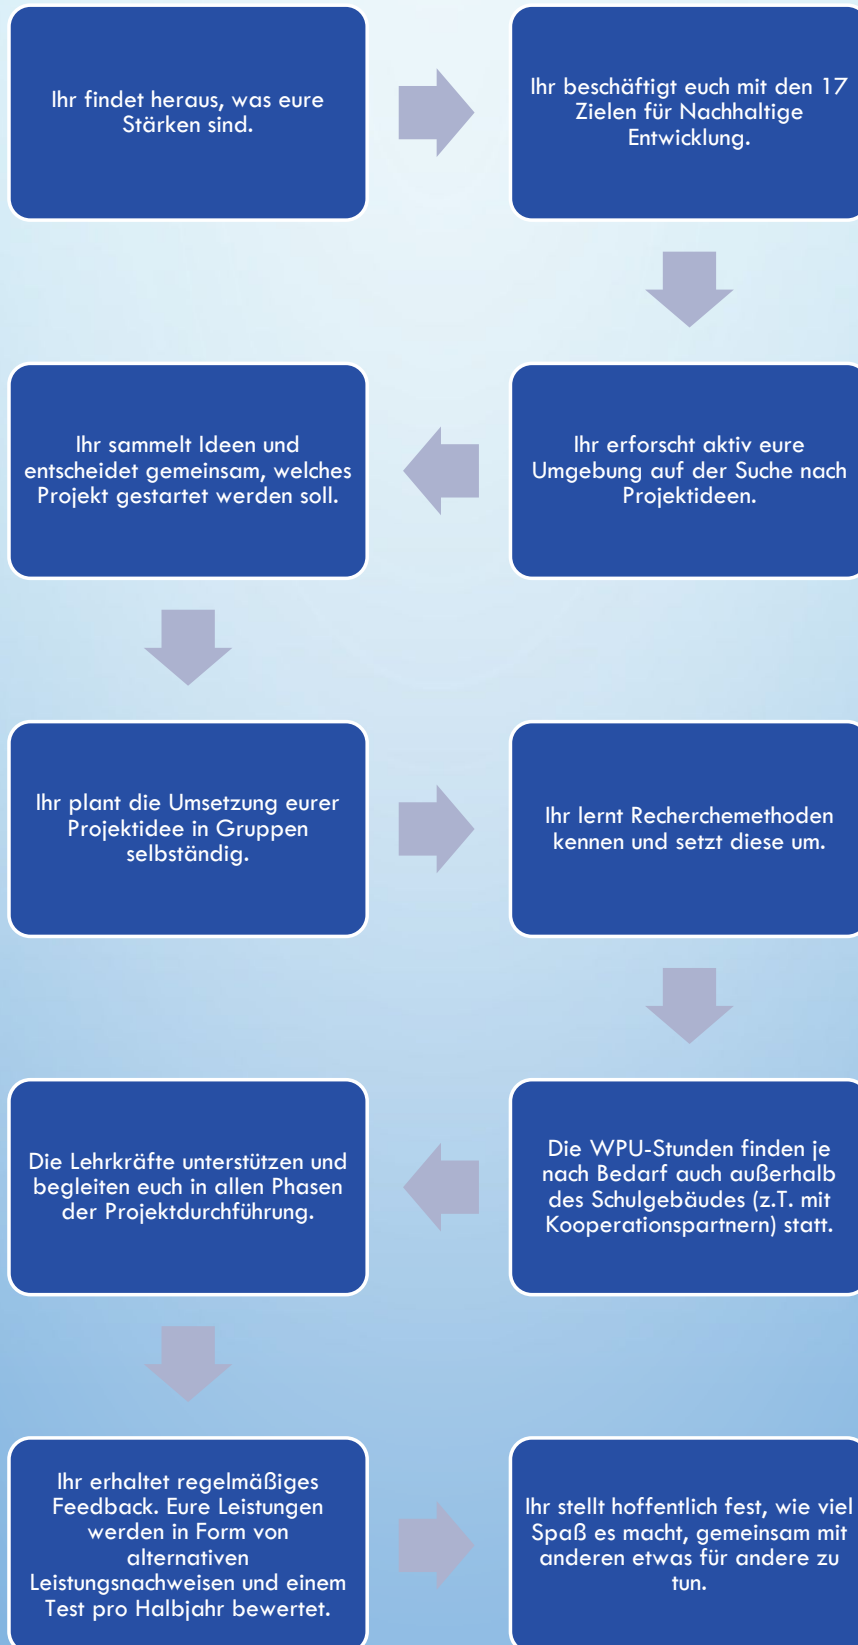 Ihr findet heraus, was eure
Stärken sind.
Ihr beschäftigt euch mit den 17
Zielen für Nachhaltige
Entwicklung.
Ihr erforscht aktiv eure
Umgebung auf der Suche nach
Projektideen.
Ihr sammelt Ideen und
entscheidet gemeinsam, welches
Projekt gestartet werden soll.
Ihr plant die Umsetzung eurer
Projektidee in Gruppen
selbständig.
Ihr lernt Recherchemethoden
kennen und setzt diese um.
Die WPU-Stunden finden je
nach Bedarf auch außerhalb
des Schulgebäudes (z.T. mit
Kooperationspartnern) statt.
Die Lehrkräfte unterstützen und
begleiten euch in allen Phasen
der Projektdurchführung.
Ihr erhaltet regelmäßiges
Feedback. Eure Leistungen
werden in Form von
alternativen
Leistungsnachweisen und einem
Test pro Halbjahr bewertet.
Ihr stellt hoffentlich fest, wie viel
Spaß es macht, gemeinsam mit
anderen etwas für andere zu
tun.